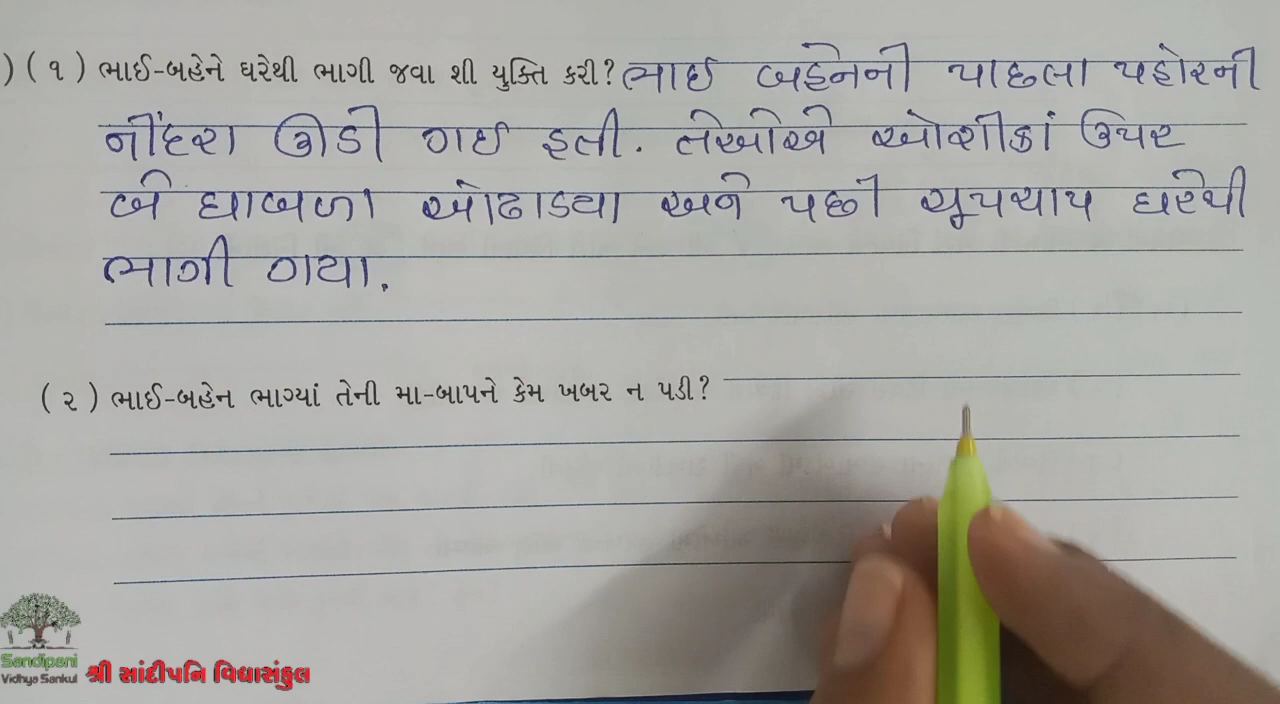 ) ( ૧ ) ભાઈ-બહેને ઘરેથી ભાગી જવા શી યુક્તિ કરી? ભાઈ બહેનની પાછલા પહોરની
નીંદરા ઊડી ગઈ હતી. તેઓએ ઓશીકાં ઉપર
બે ધાબળા ઓઢાડ્યા અને પછી ચૂપચાપ ઘરેથી
ભાગી ગયા.
( ૨ ) ભાઈ-બહેન ભાગ્યાં તેની મા-બાપને કેમ ખબર ન પડી?
Sandipani
Vidhya Sankul
શ્રી સાંદીપનિ વિદ્યાસંકુલ